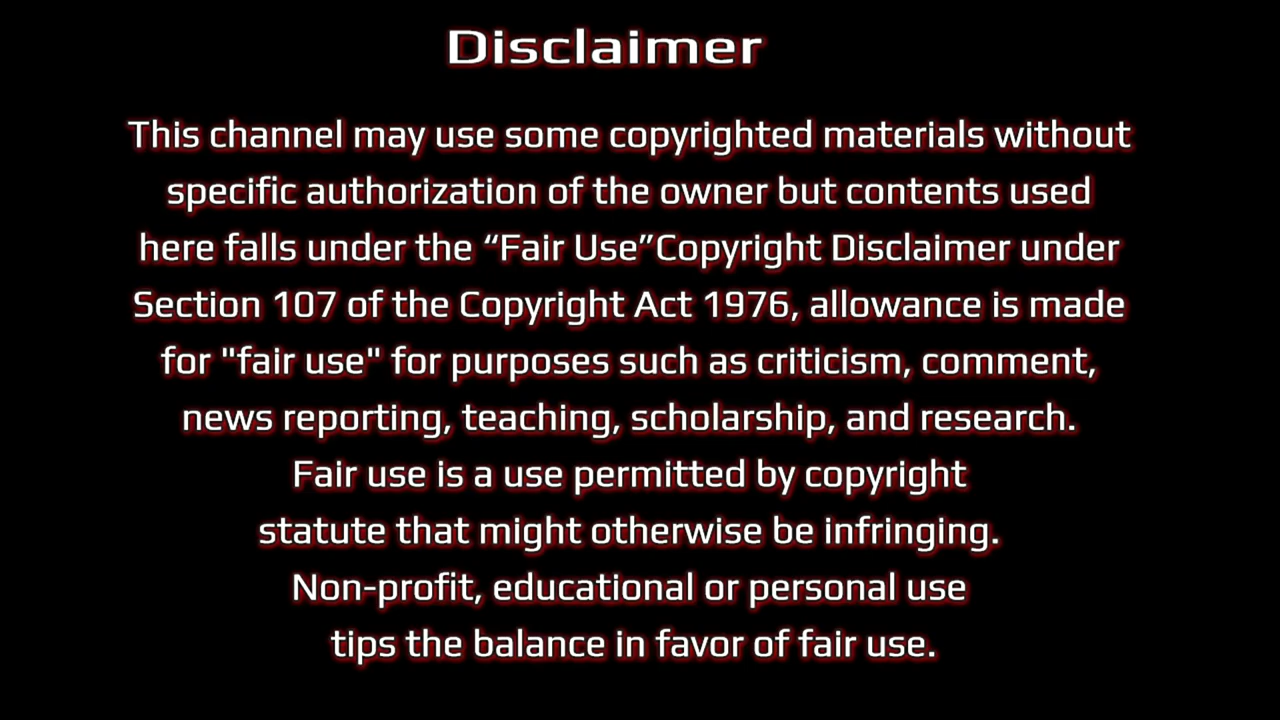 Disclaimer
This channel may use some copyrighted materials without
specific authorization of the owner but contents used
here falls under the “Fair Use”Copyright Disclaimer under
Section 107 of the Copyright Act 1976, allowance is made
for "fair use" for purposes such as criticism, comment,
news reporting, teaching, scholarship, and research.
Fair use is a use permitted by copyright
statute that might otherwise be infringing.
Non-profit, educational or personal use
tips the balance in favor of fair use.